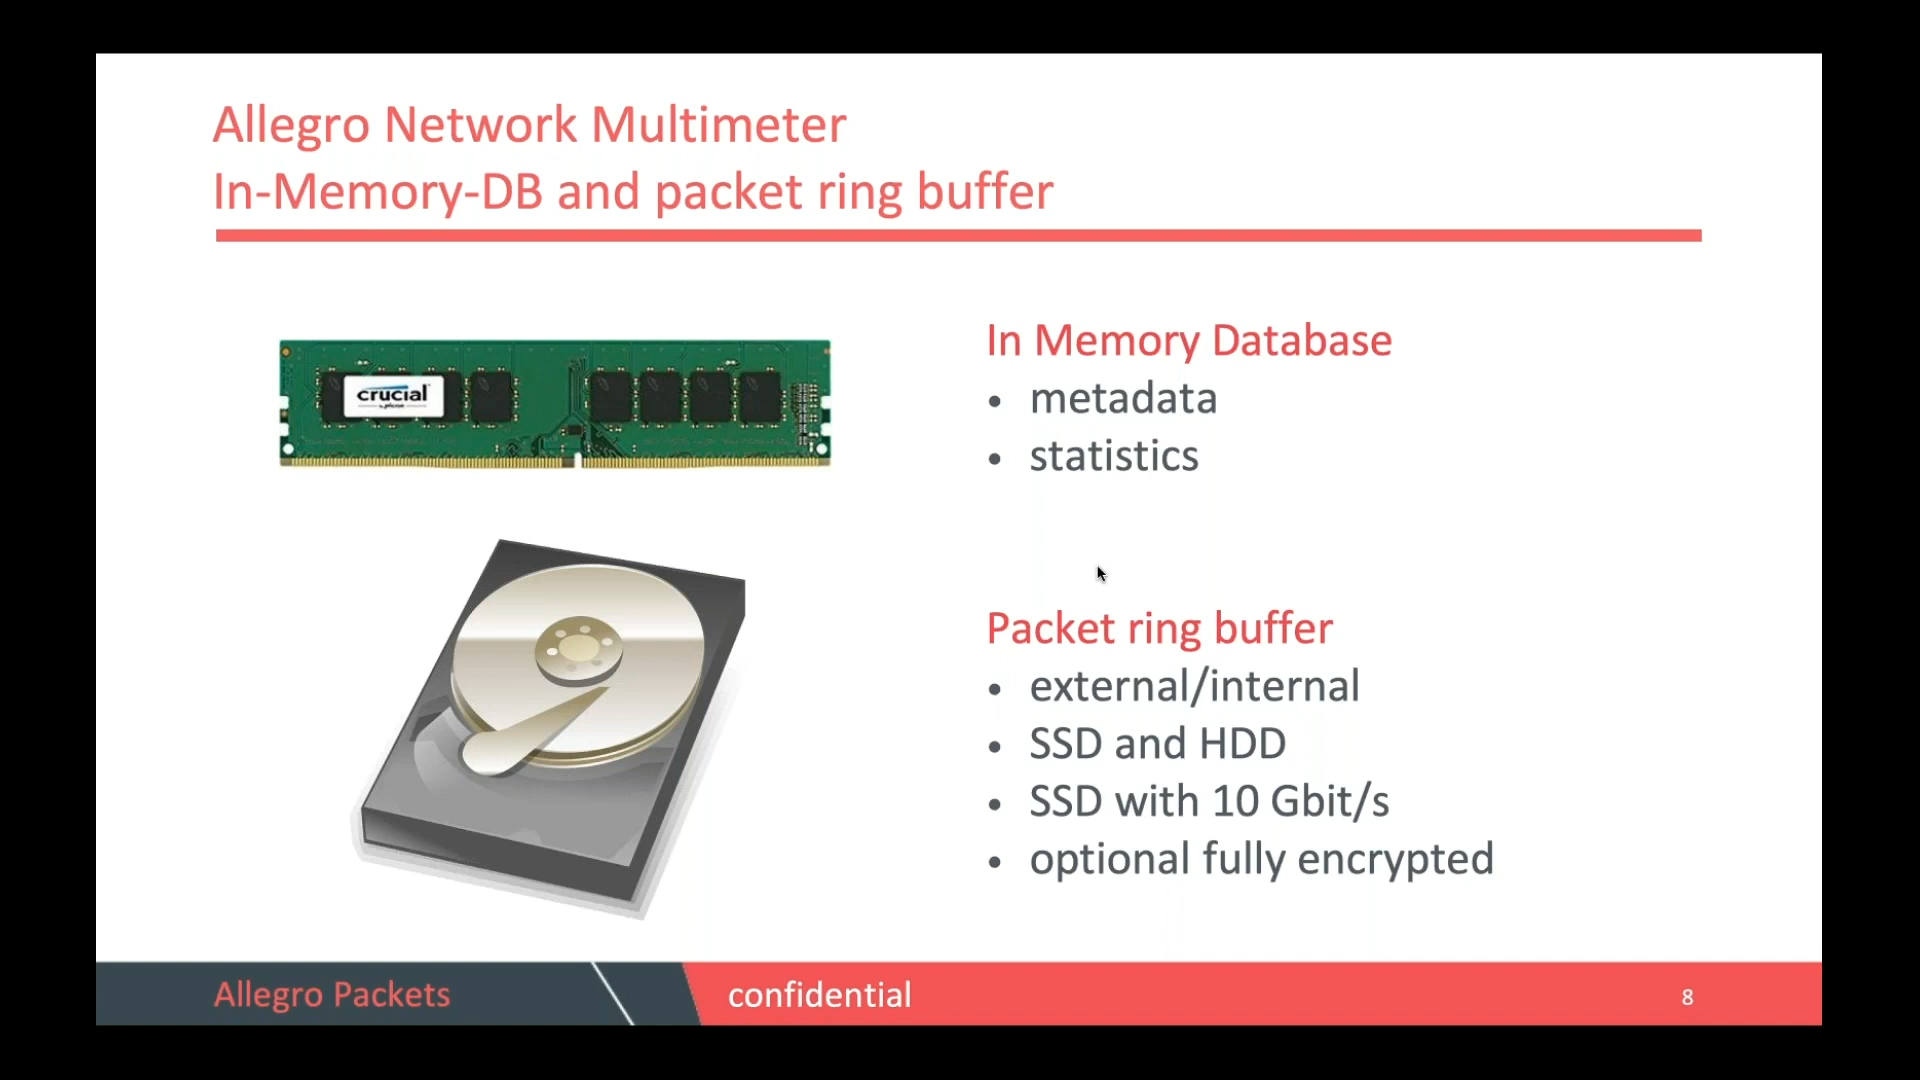 Allegro Network Multimeter
In-Memory-DB and packet ring buffer
crucial
In Memory Database
• metadata
• statistics
Packet ring buffer
• external/internal
• SSD and HDD
• SSD with 10 Gbit/s
• optional fully encrypted
Allegro Packets
confidential
8